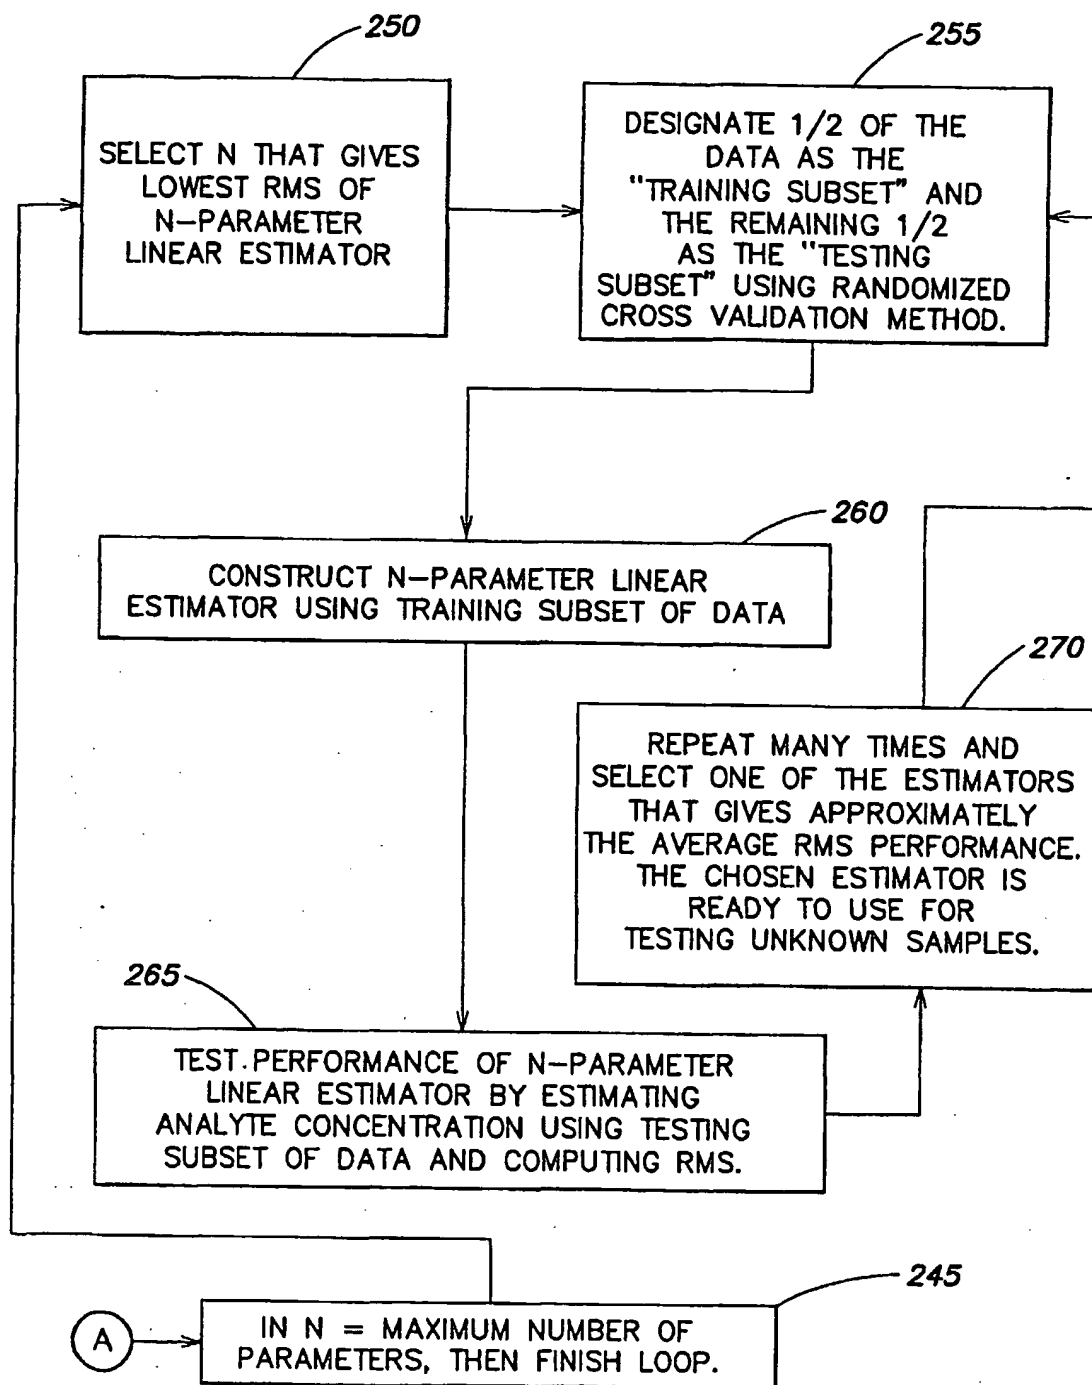 250
SELECT N THAT GIVES
LOWEST RMS OF
N-PARAMETER
LINEAR ESTIMATOR
255
DESIGNATE 1/2 OF THE
DATA AS THE
"TRAINING SUBSET" AND
THE REMAINING 1/2
AS THE "TESTING
SUBSET" USING RANDOMIZED
CROSS VALIDATION METHOD.
260
CONSTRUCT N-PARAMETER LINEAR
ESTIMATOR USING TRAINING SUBSET OF DATA
270
REPEAT MANY TIMES AND
SELECT ONE OF THE ESTIMATORS
THAT GIVES APPROXIMATELY
THE AVERAGE RMS PERFORMANCE.
THE CHOSEN ESTIMATOR IS
READY TO USE FOR
TESTING UNKNOWN SAMPLES.
265
TEST PERFORMANCE OF N-PARAMETER
LINEAR ESTIMATOR BY ESTIMATING
ANALYTE CONCENTRATION USING TESTING
SUBSET OF DATA AND COMPUTING RMS.
245
A
IN N = MAXIMUM NUMBER OF
PARAMETERS, THEN FINISH LOOP.